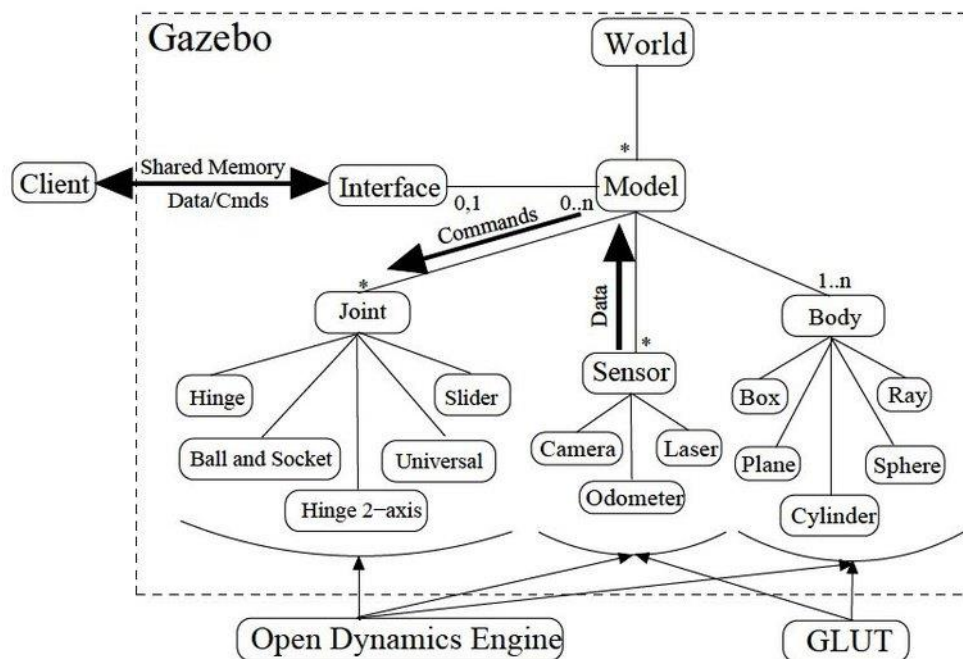 Gazebo
World
*
Client
Shared Memory
Data/Cmds
Interface
0,1
0..n
Model
Commands
Data
*
Joint
*
Sensor
1..n
Body
Hinge
Slider
Ball and Socket
Universal
Hinge 2−axis
Camera
Laser
Odometer
Box
Ray
Plane
Sphere
Cylinder
Open Dynamics Engine
GLUT